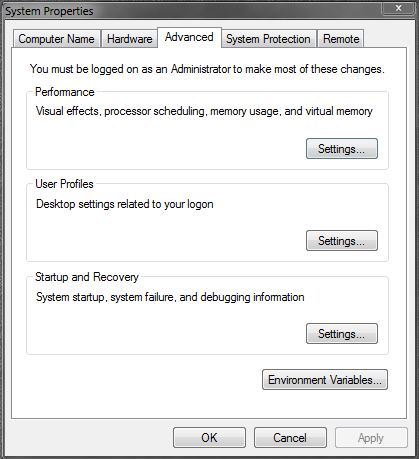 System Properties
Computer Name Hardware Advanced System Protection Remote
You must be logged on as an Administrator to make most of these changes.
Performance
Visual effects, processor scheduling, memory usage, and virtual memory
Settings...
User Profiles
Desktop settings related to your logon
Settings...
Startup and Recovery
System startup, system failure, and debugging information
Settings...
Environment Variables...
OK Cancel Apply